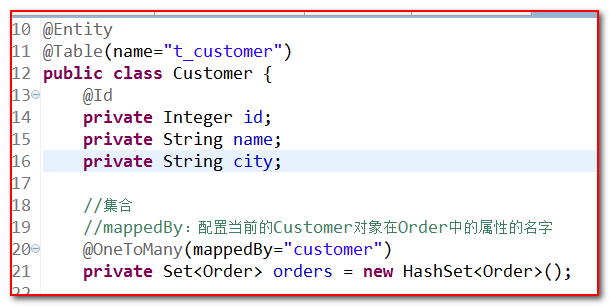 10 @Entity
11 @Table(name="t_customer")
12 public class Customer {
13 @Id
14 private Integer id;
15 private String name;
16 private String city;
17
18 //集合
19 //mappedBy：配置当前的Customer对象在Order中的属性的名字
20 @OneToMany(mappedBy="customer")
21 private Set<Order> orders = new HashSet<Order>();